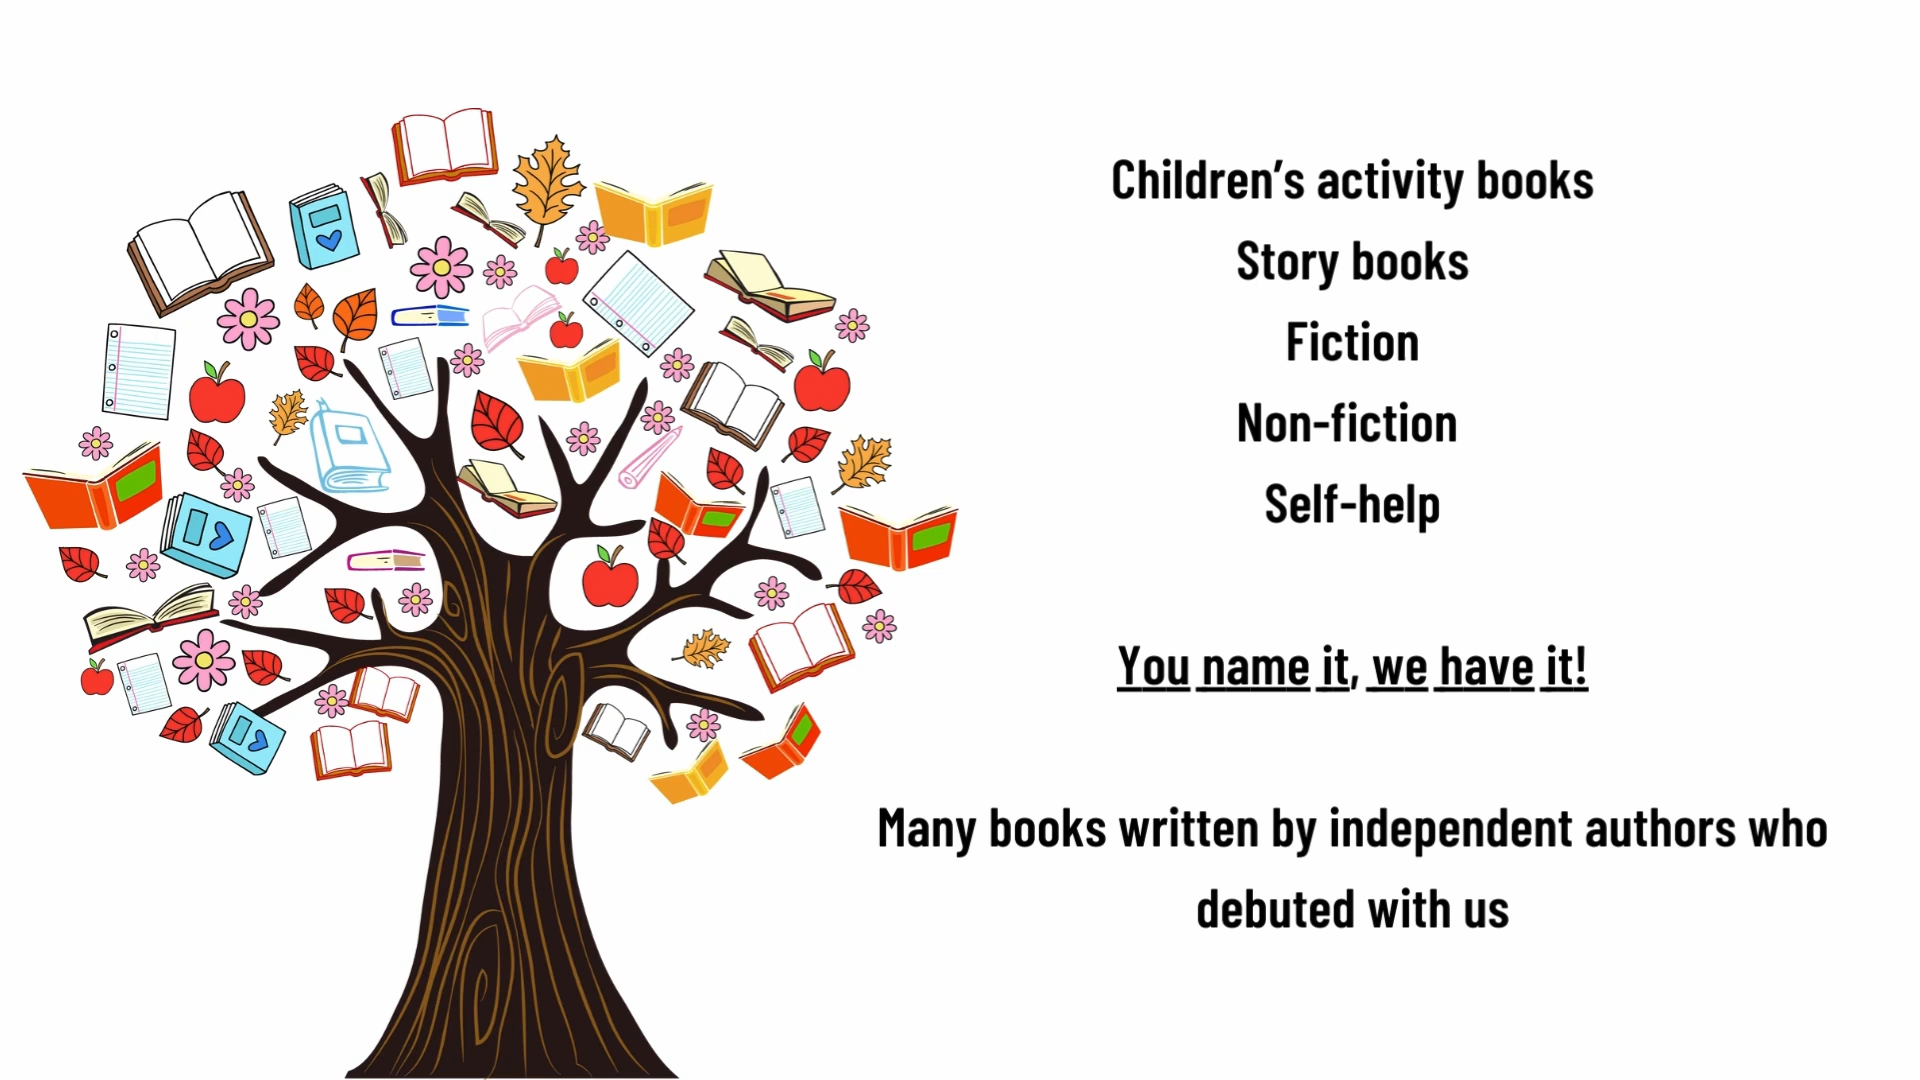 Children’s activity books
Story books
Fiction
Non-fiction
Self-help
You name it, we have it!
Many books written by independent authors who
debuted with us